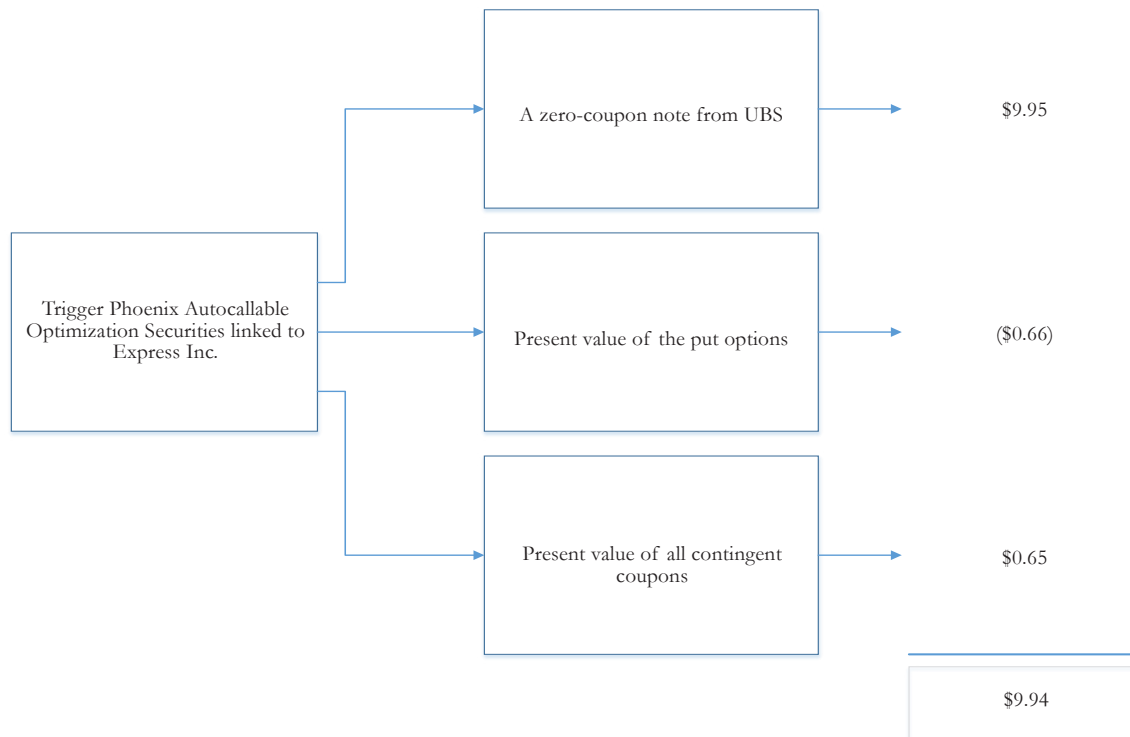 A zero-coupon note from UBS
$9.95
Trigger Phoenix Autocallable
Optimization Securities linked to
Express Inc.
Present value of the put options
($0.66)
Present value of all contingent
coupons
$0.65
$9.94